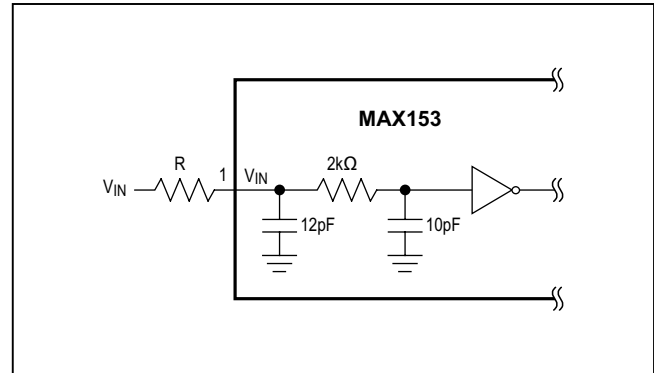 MAX153
R
1
V_IN
2kΩ
V_IN
12pF
10pF